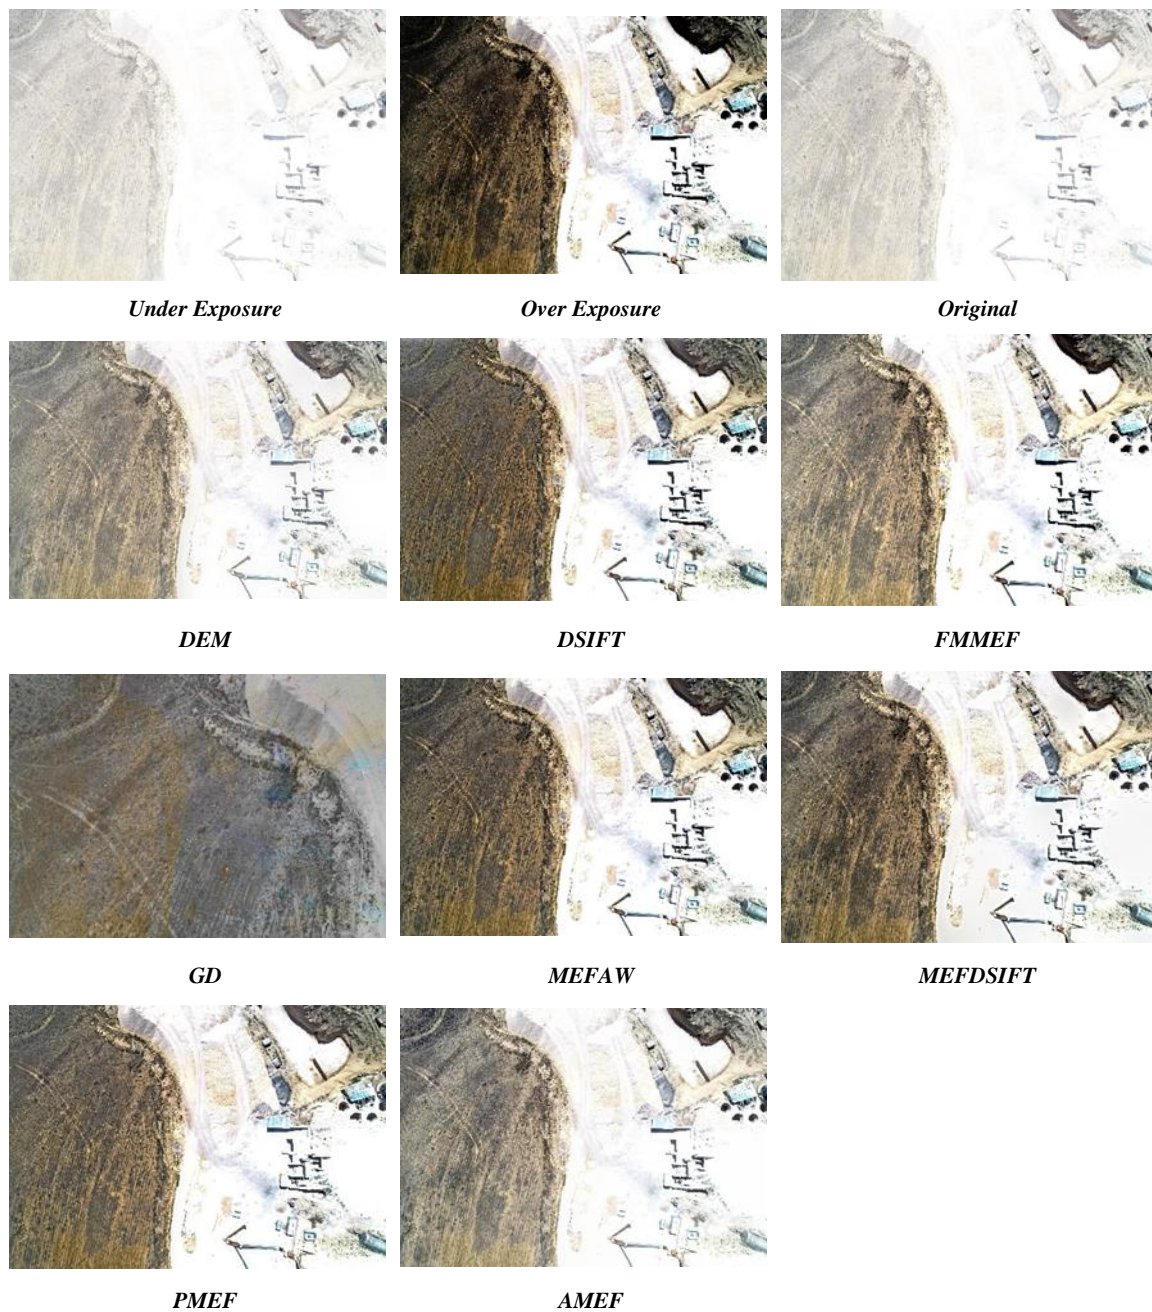 Under Exposure
Over Exposure
Original
DEM
DSIFT
FMMEF
GD
MEFAW
MEFDSIFT
PMEF
AMEF